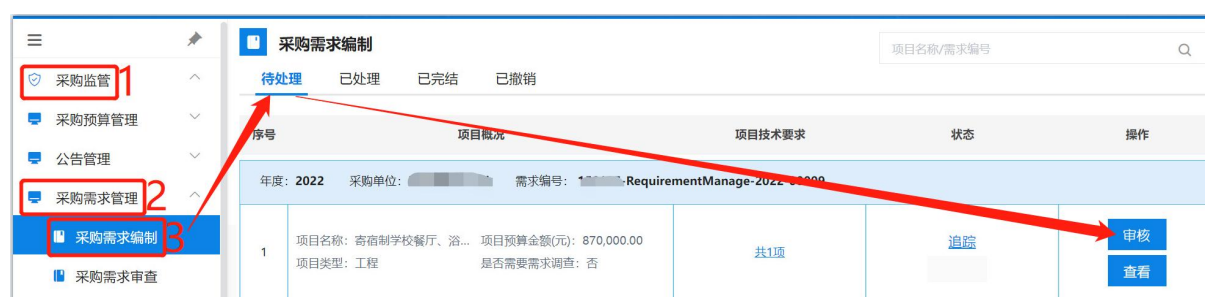 采购需求编制
项目名称/需求编号
采购监管 1
待处理 已处理 已完结 已撤销
采购预算管理
序号 项目概况 项目技术要求 状态 操作
公告管理
年度：2022 采购单位： 需求编号： -RequirementManage-2022-
采购需求管理 2
采购需求编制 3
项目名称：寄宿制学校餐厅、浴... 项目预算金额(元)：870,000.00
1 共1项 追踪 审核
项目类型：工程 是否需要需求调查：否
采购需求审查 查看